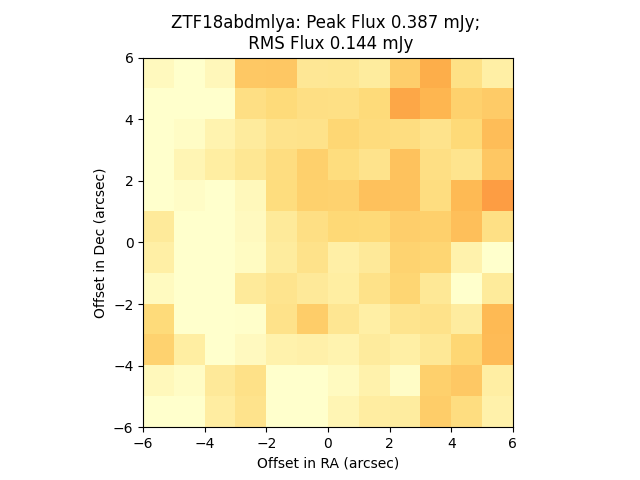 ZTF18abdmlya: Peak Flux 0.387 mJy;
RMS Flux 0.144 mJy
6
4
2
0
−2
−4
−6
Offset in Dec (arcsec)
−6 −4 −2 0 2 4 6
Offset in RA (arcsec)